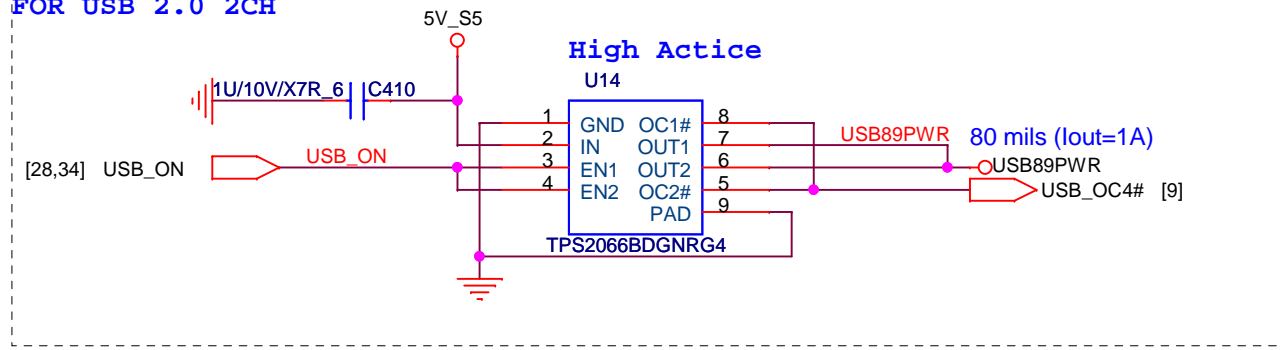 FOR USB 2.0 2CH
5V_S5
High Actice
U14
1U/10V/X7R_6 C410
1 GND OC1# 8
2 IN OUT1 7 USB89PWR 80 mils (Iout=1A)
[28,34] USB_ON USB_ON 3 EN1 OUT2 6 USB89PWR
4 EN2 OC2# 5 USB_OC4# [9]
PAD 9
TPS2066BDGNRG4